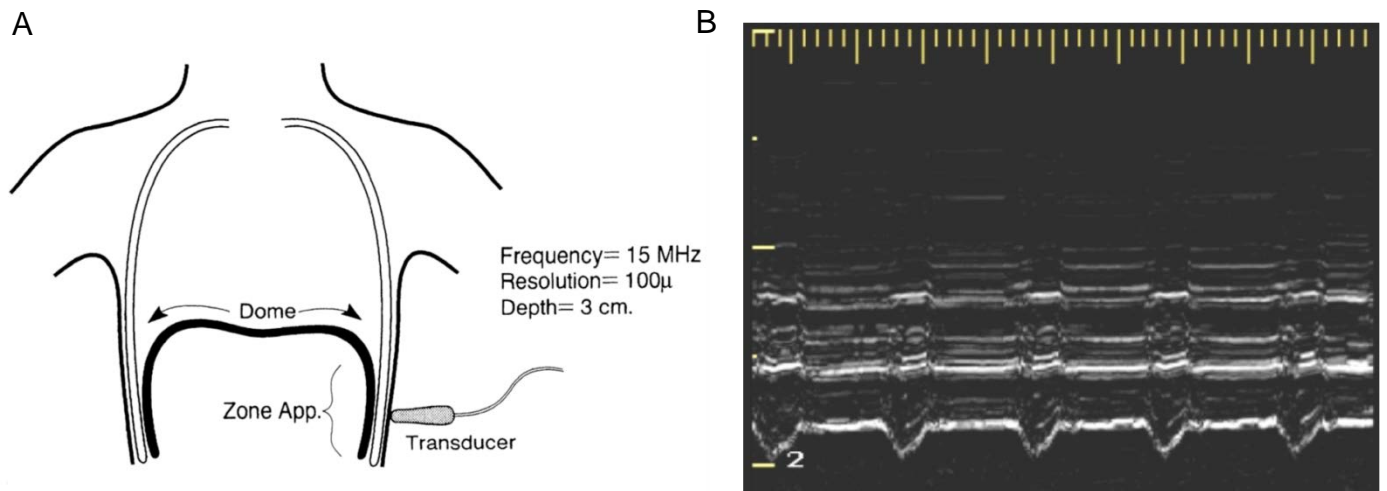 A
B
Frequency= 15 MHz
Resolution= 100μ
Depth= 3 cm.
Dome
Zone App.
Transducer
2